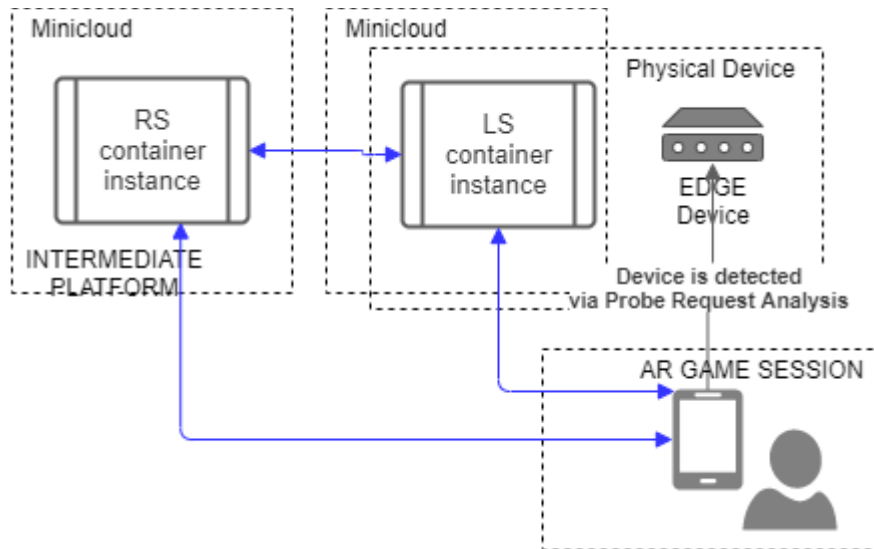 Minicloud
RS
container
instance
INTERMEDIATE
PLATFORM
Minicloud
LS
container
instance
Physical Device
EDGE
Device
Device is detected
via Probe Request Analysis
AR GAME SESSION